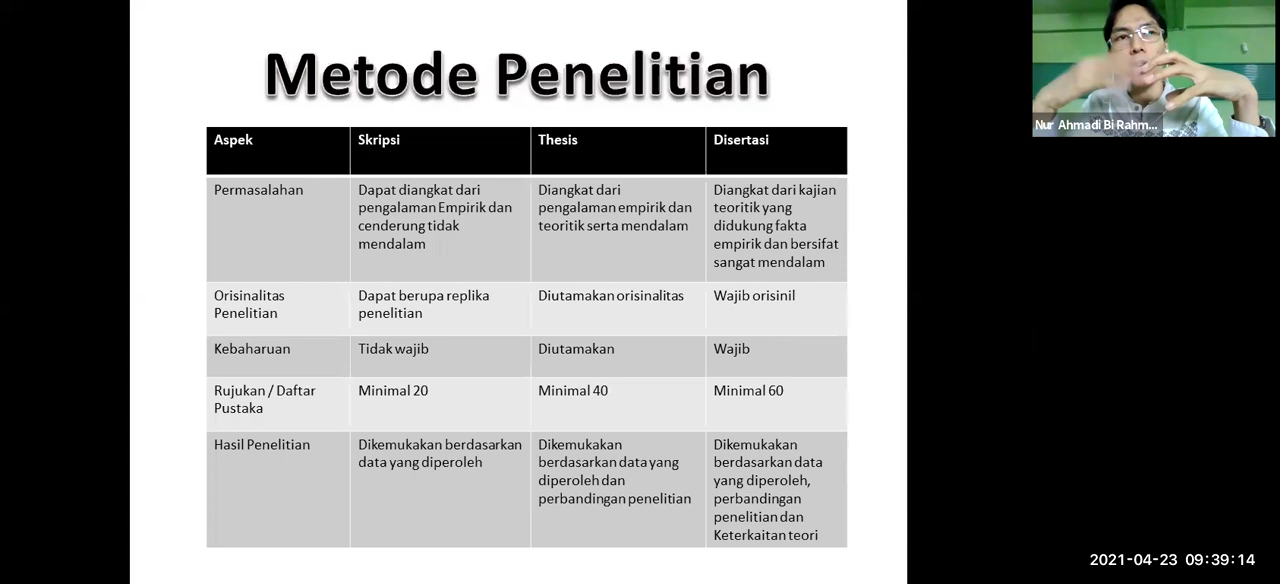 Metode Penelitian
Aspek
Skripsi
Thesis
Disertasi
Permasalahan
Dapat diangkat dari
pengalaman Empirik dan
cenderung tidak
mendalam
Diangkat dari
pengalaman empirik dan
teoritik serta mendalam
Diangkat dari kajian
teoritik yang
didukung fakta
empirik dan bersifat
sangat mendalam
Orisinalitas
Penelitian
Dapat berupa replika
penelitian
Diutamakan orisinalitas
Wajib orisinil
Kebaharuan
Tidak wajib
Diutamakan
Wajib
Rujukan / Daftar
Pustaka
Minimal 20
Minimal 40
Minimal 60
Hasil Penelitian
Dikemukakan berdasarkan
data yang diperoleh
Dikemukakan
berdasarkan data yang
diperoleh dan
perbandingan penelitian
Dikemukakan
berdasarkan data
yang diperoleh,
perbandingan
penelitian dan
Keterkaitan teori
Nur Ahmadi Bi Rahm...
2021-04-23 09:39:14